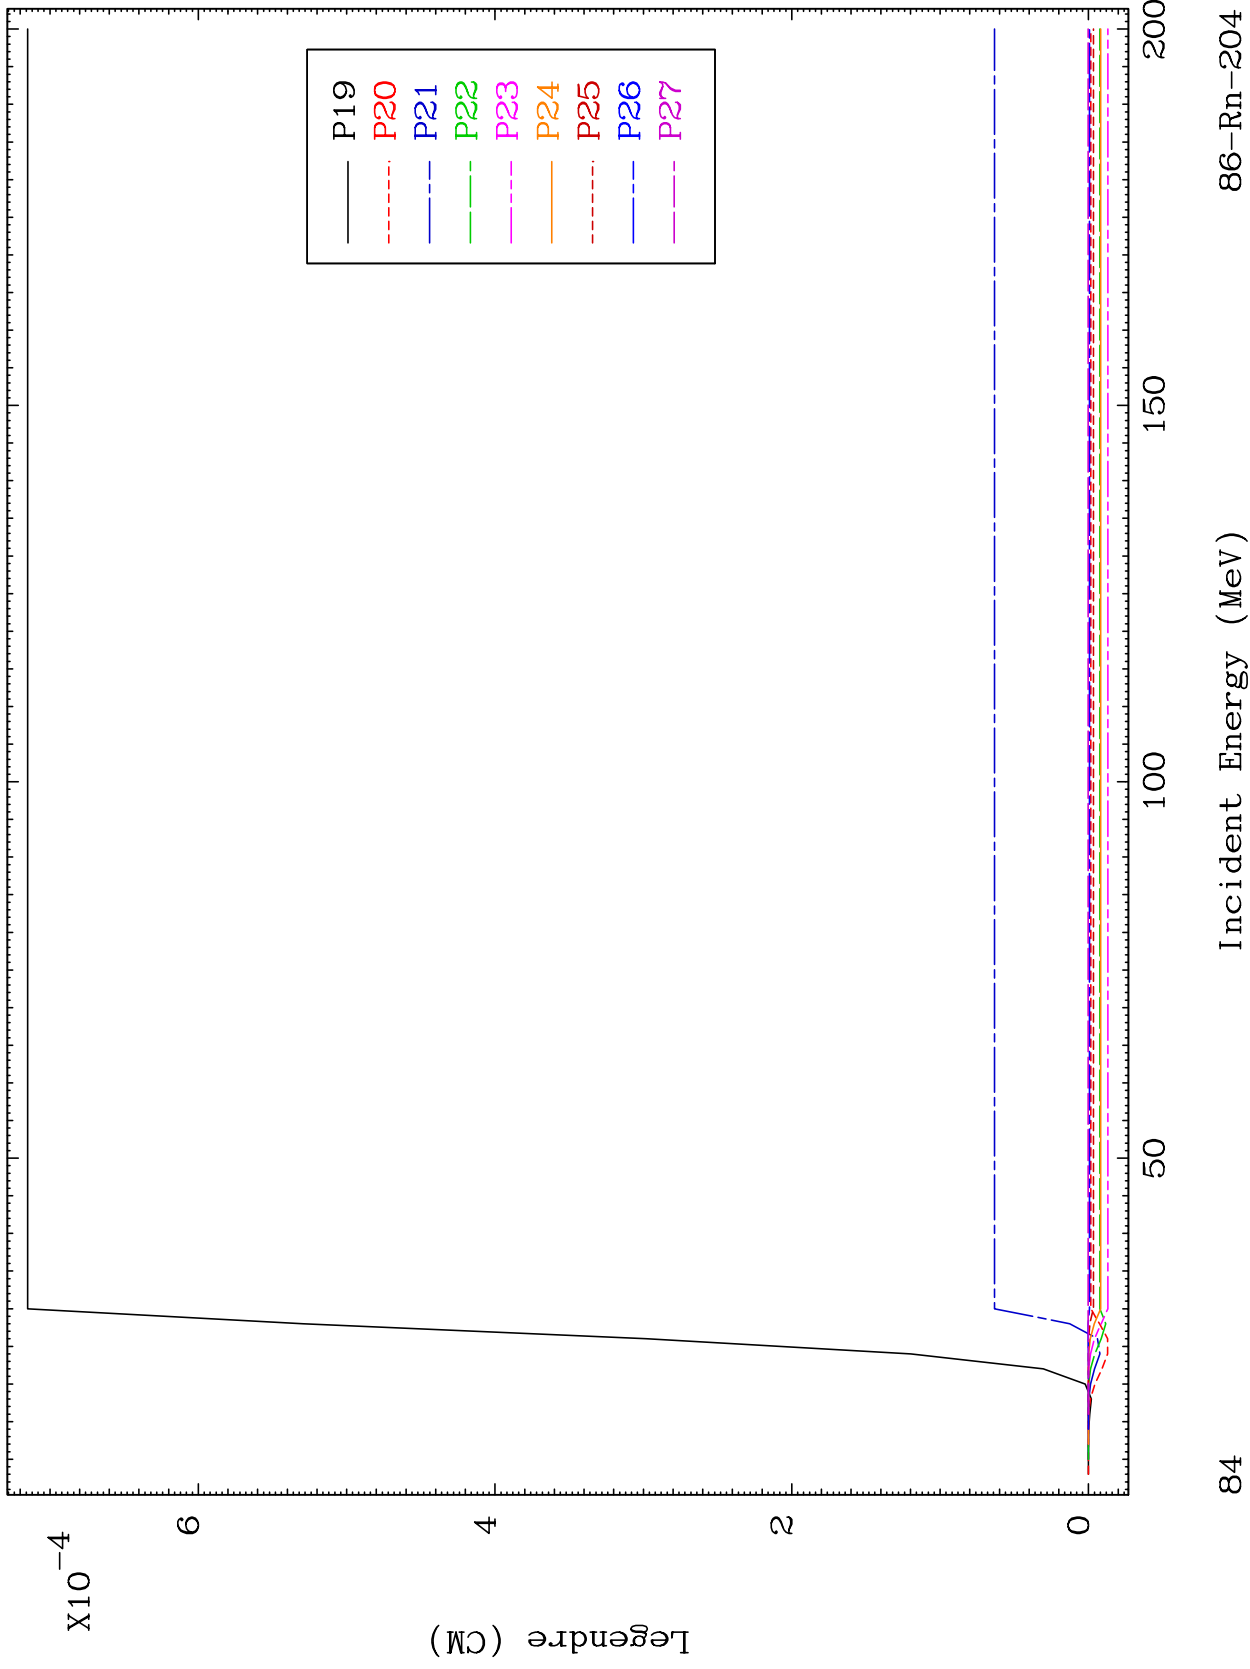 X10-4
6
4
2
0
Legendre (CM)
P19
P20
P21
P22
P23
P24
P25
P26
P27
50
100
150
200
Incident Energy (MeV)
84
86-Rn-204